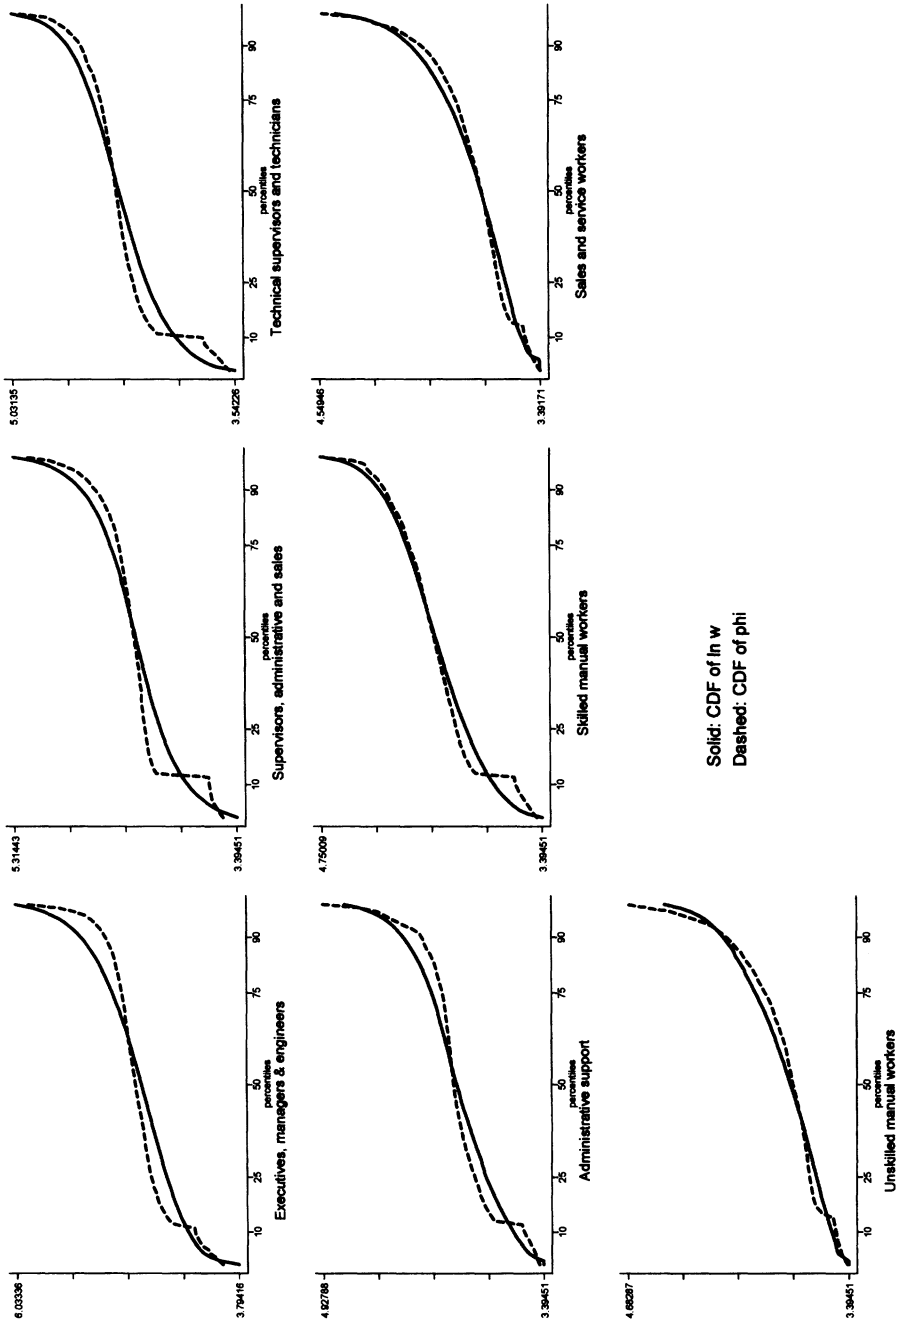 6.03336
3.79416
10 25 50 75 90
percentiles
Executives, managers & engineers
5.31443
3.39451
10 25 50 75 90
percentiles
Supervisors, administrative and sales
5.03135
3.54226
10 25 50 75 90
percentiles
Technical supervisors and technicians
4.92788
3.39451
10 25 50 75 90
percentiles
Administrative support
4.75009
3.39451
10 25 50 75 90
percentiles
Skilled manual workers
4.54946
3.39171
10 25 50 75 90
percentiles
Sales and service workers
4.68287
3.39451
10 25 50 75 90
percentiles
Unskilled manual workers
Solid: CDF of ln w
Dashed: CDF of phi